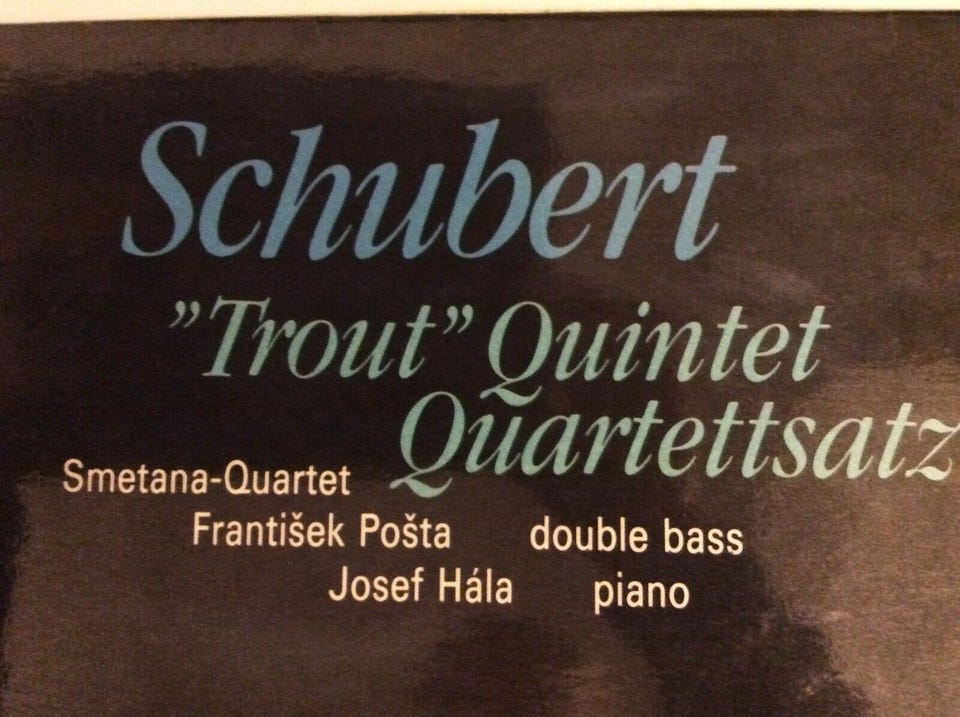 Schubert
”Trout” Quintet
Quartettsatz
Smetana-Quartet
František Pošta double bass
Josef Hála piano